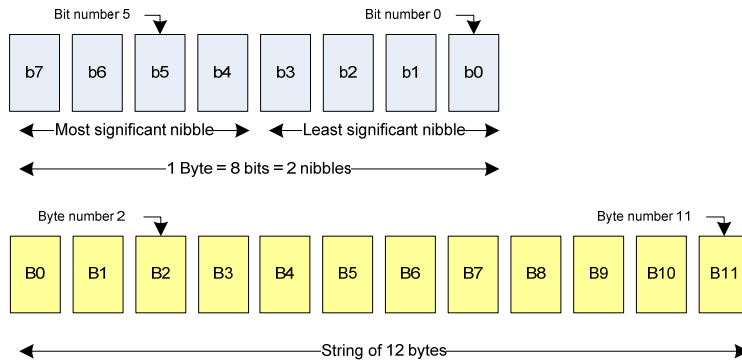 Bit number 5 Bit number 0
b7 b6 b5 b4 b3 b2 b1 b0
Most significant nibble Least significant nibble
1 Byte = 8 bits = 2 nibbles
Byte number 2 Byte number 11
B0 B1 B2 B3 B4 B5 B6 B7 B8 B9 B10 B11
String of 12 bytes